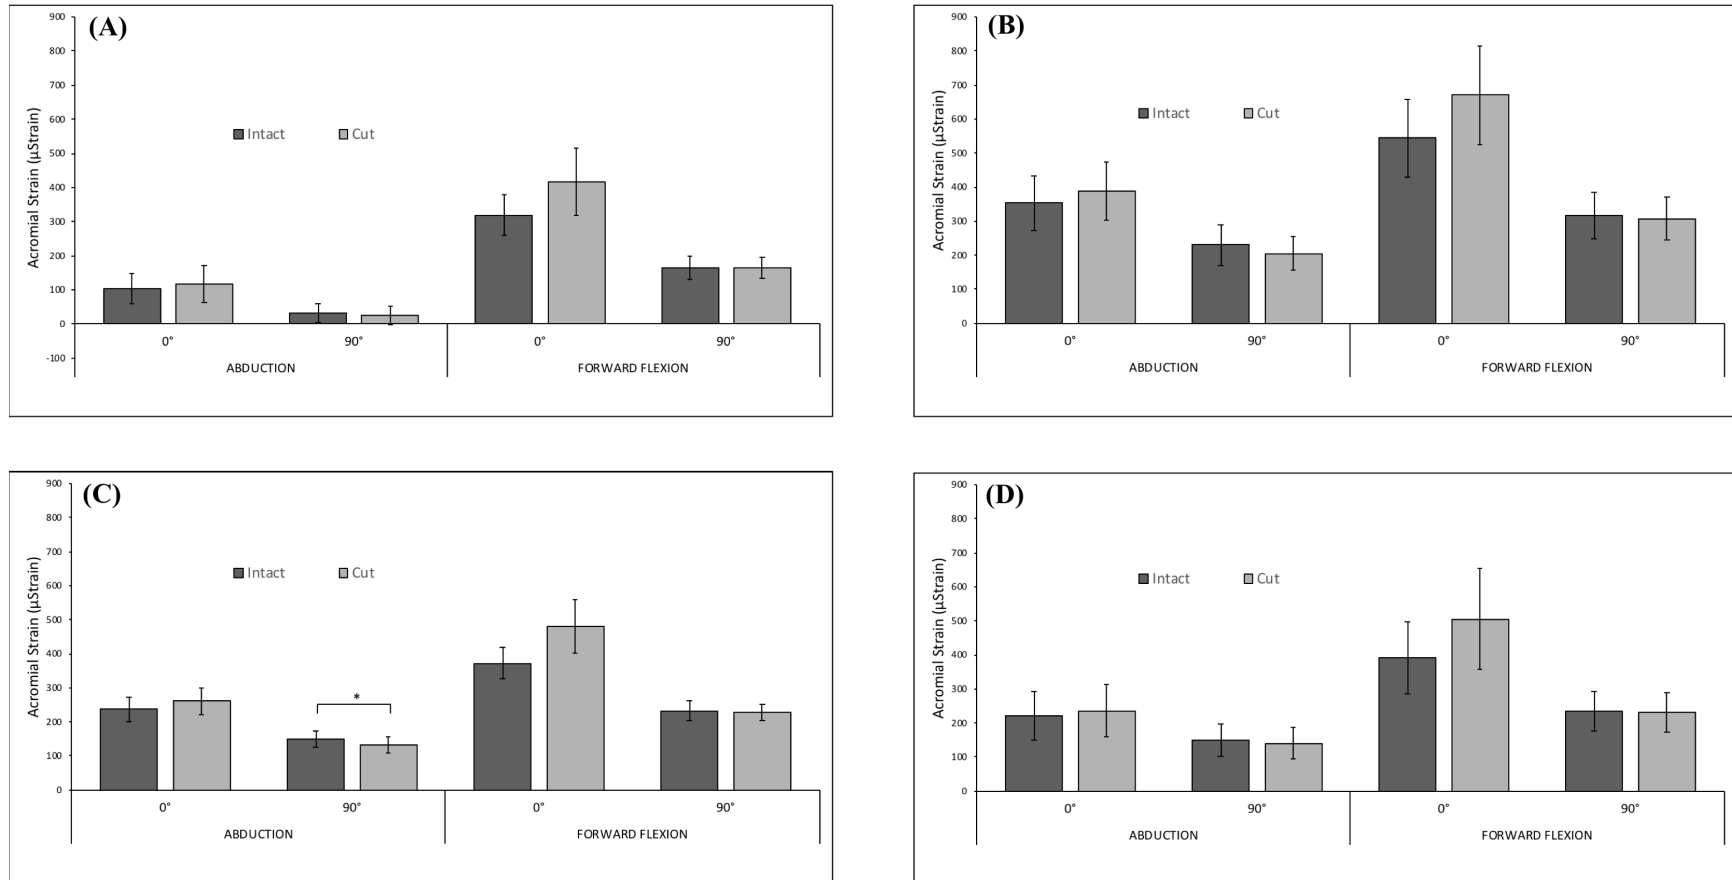 (A)
Acromial Strain (µStrain)
900
800
700
600
500
400
300
200
100
0
-100
Intact
Cut
0°
90°
0°
90°
ABDUCTION
FORWARD FLEXION
(B)
Acromial Strain (µStrain)
900
800
700
600
500
400
300
200
100
0
Intact
Cut
0°
90°
0°
90°
ABDUCTION
FORWARD FLEXION
(C)
Acromial Strain (µStrain)
900
800
700
600
500
400
300
200
100
0
Intact
Cut
*
0°
90°
0°
90°
ABDUCTION
FORWARD FLEXION
(D)
Acromial Strain (µStrain)
900
800
700
600
500
400
300
200
100
0
Intact
Cut
0°
90°
0°
90°
ABDUCTION
FORWARD FLEXION